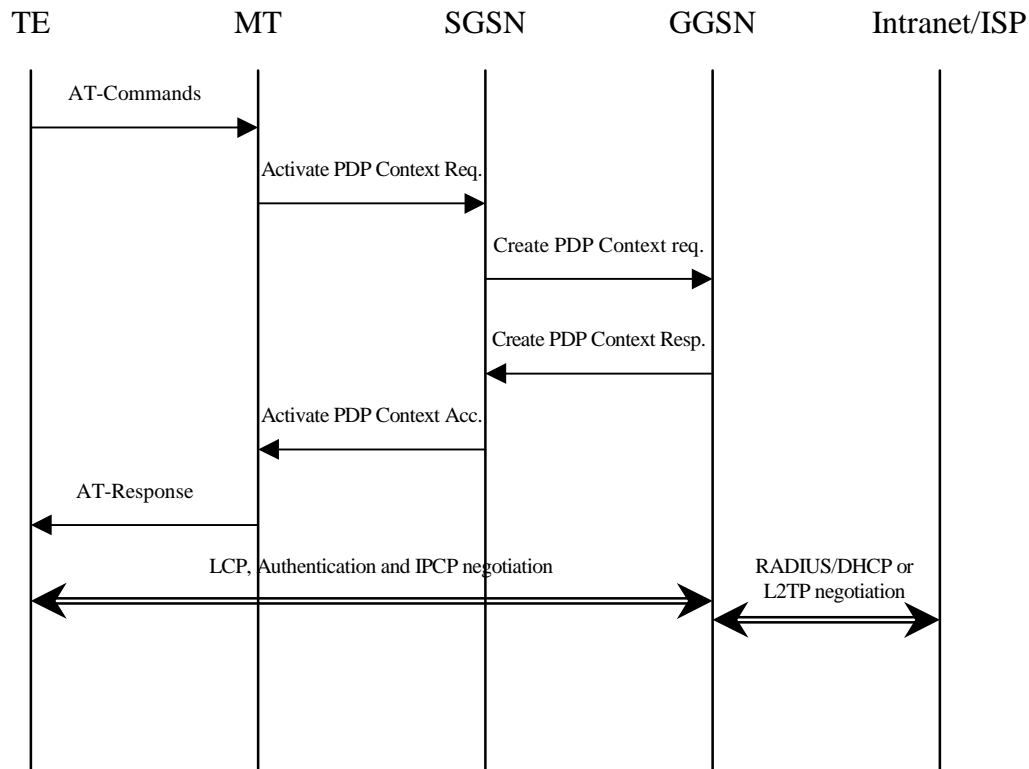 TE MT SGSN GGSN Intranet/ISP
AT-Commands
Activate PDP Context Req.
Create PDP Context req.
Create PDP Context Resp.
Activate PDP Context Acc.
AT-Response
LCP, Authentication and IPCP negotiation
RADIUS/DHCP or
L2TP negotiation